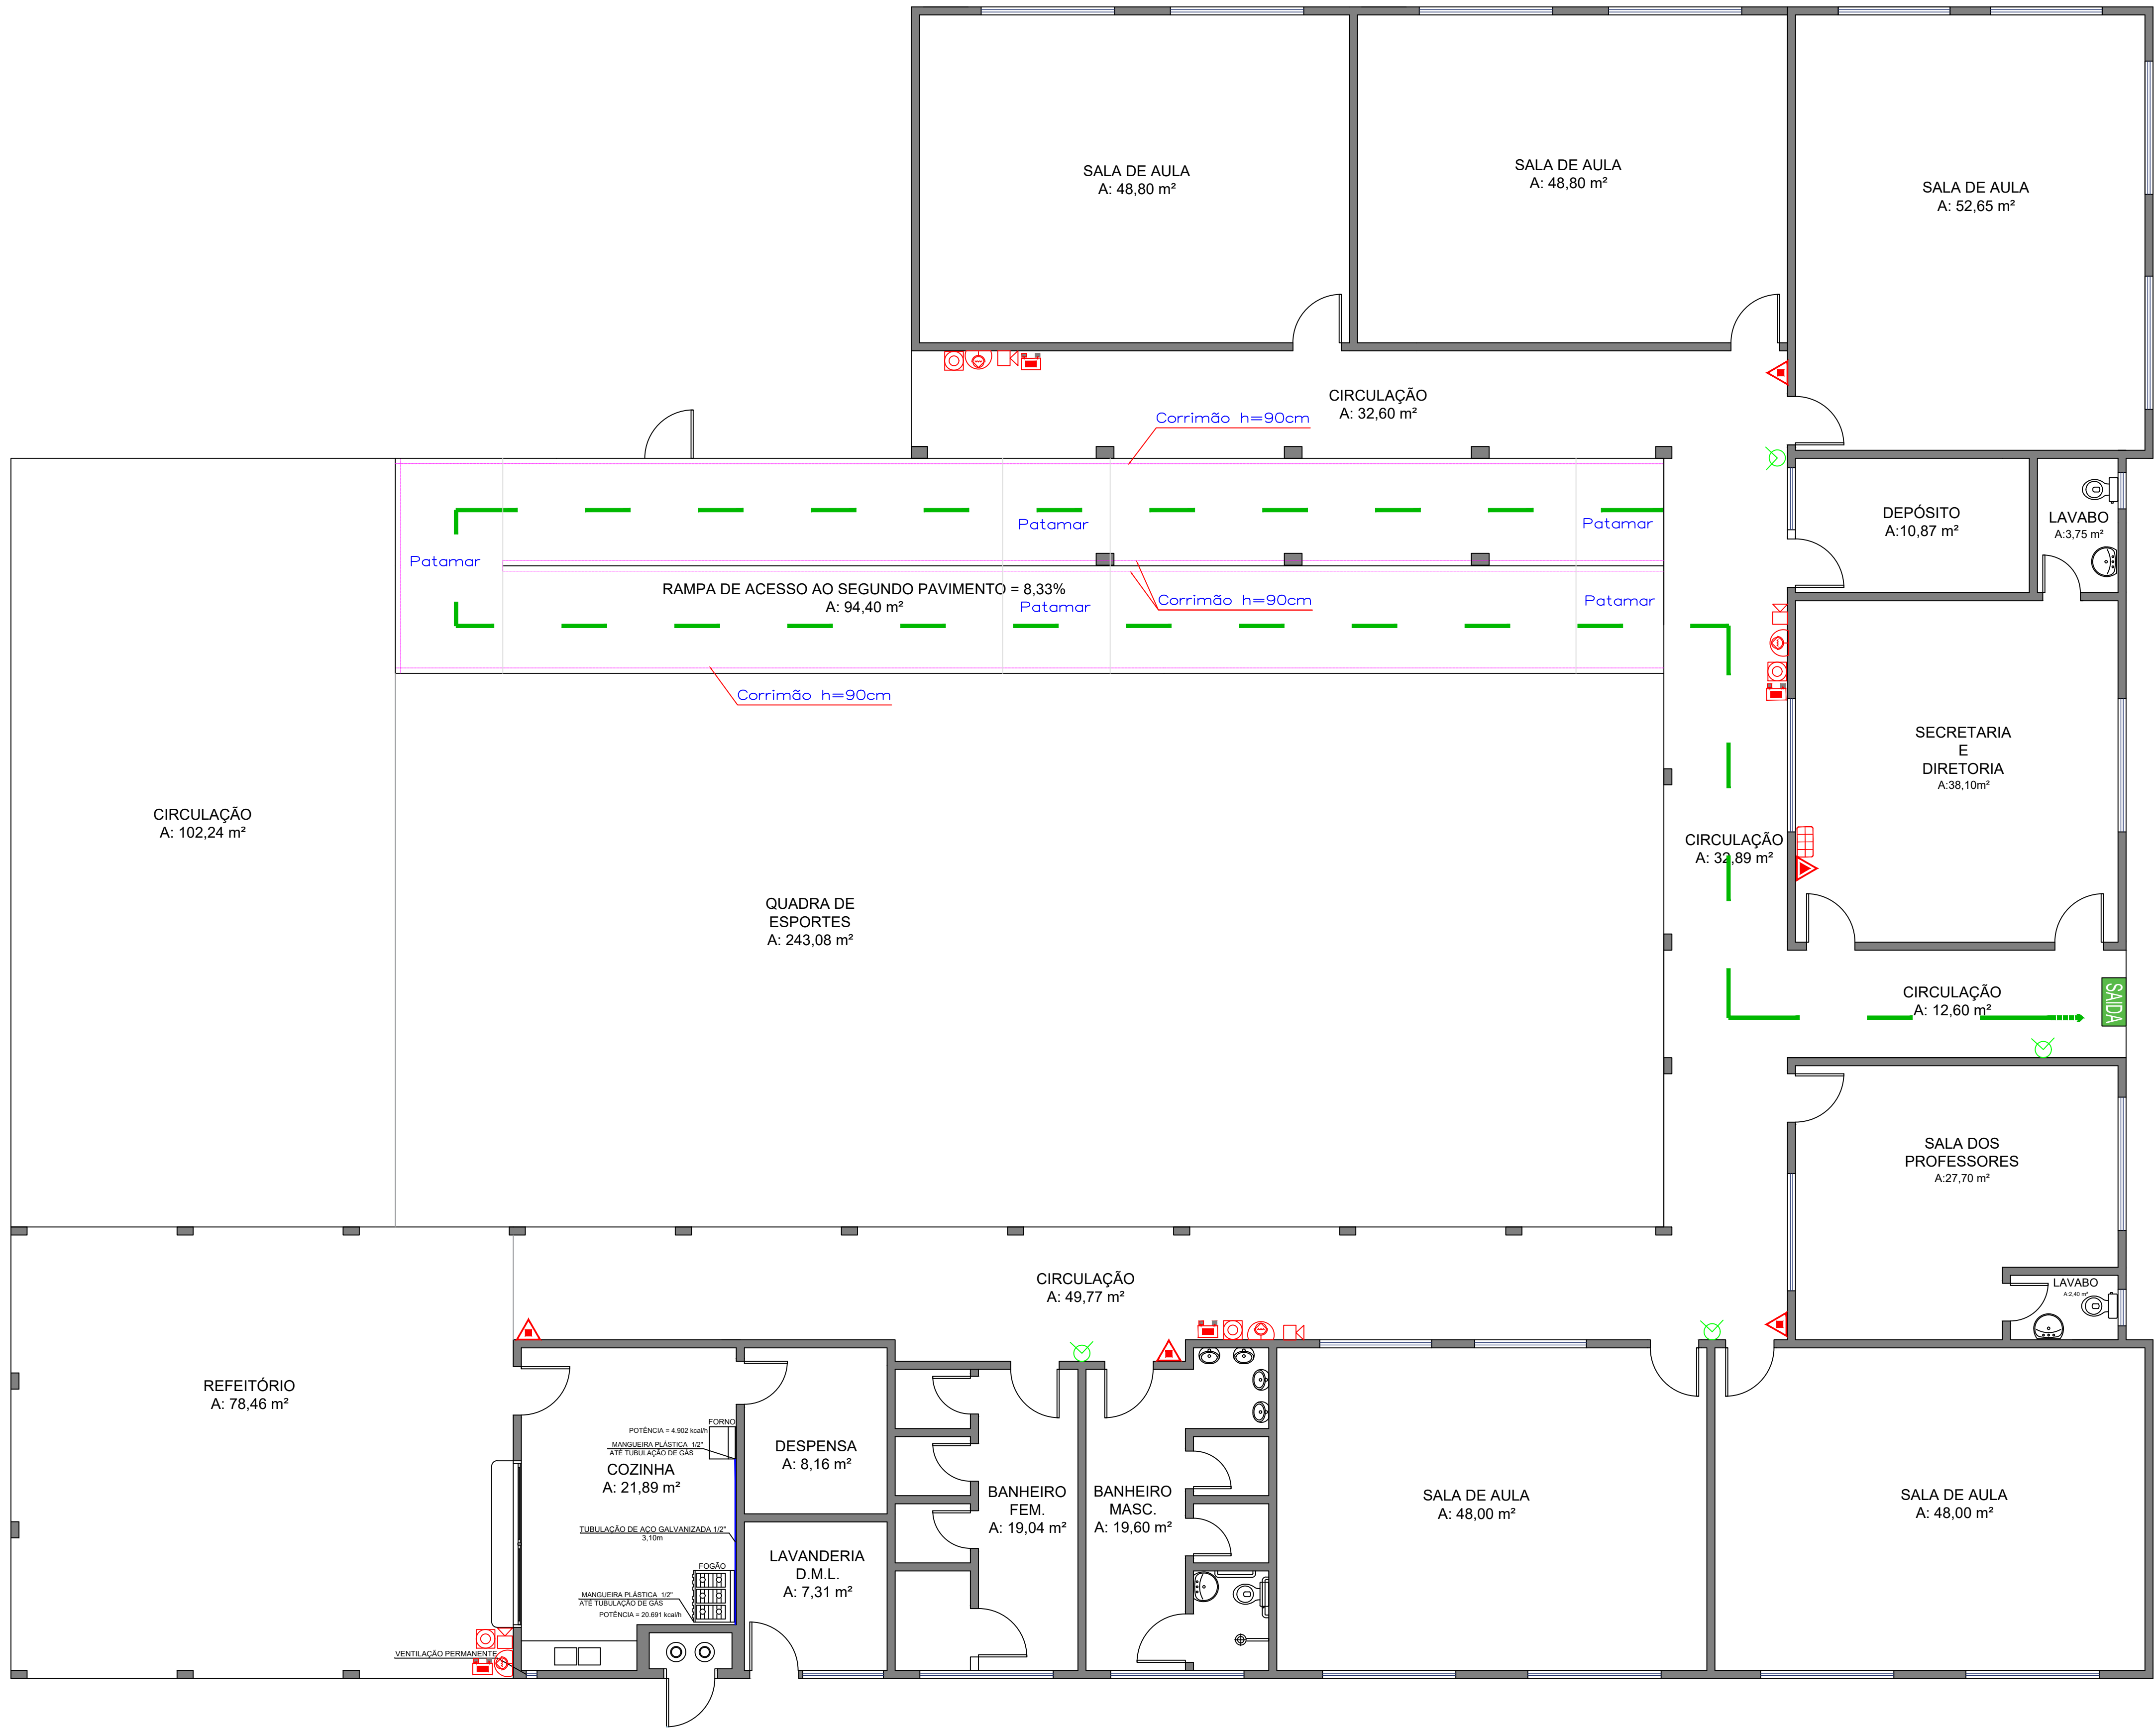 SALA DE AULA
A: 48,80 m²
SALA DE AULA
A: 48,80 m²
SALA DE AULA
A: 52,65 m²
CIRCULAÇÃO
A: 32,60 m²
Corrimão h=90cm
Patamar
Patamar
Patamar
RAMPA DE ACESSO AO SEGUNDO PAVIMENTO = 8,33%
A: 94,40 m²
Patamar
Corrimão h=90cm
Patamar
Corrimão h=90cm
DEPÓSITO
A:10,87 m²
LAVABO
A:3,75 m²
SECRETARIA
E
DIRETORIA
A:38,10m²
CIRCULAÇÃO
A: 102,24 m²
QUADRA DE
ESPORTES
A: 243,08 m²
CIRCULAÇÃO
A: 32,89 m²
CIRCULAÇÃO
A: 12,60 m²
SAIDA
SALA DOS
PROFESSORES
A:27,70 m²
LAVABO
A:2,40 m²
CIRCULAÇÃO
A: 49,77 m²
REFEITÓRIO
A: 78,46 m²
FORNO
POTÊNCIA = 4.902 kcal/h
MANGUEIRA PLÁSTICA 1/2"
ATÉ TUBULAÇÃO DE GÁS
COZINHA
A: 21,89 m²
TUBULAÇÃO DE AÇO GALVANIZADA 1/2"
3,10m
FOGÃO
MANGUEIRA PLÁSTICA 1/2"
ATÉ TUBULAÇÃO DE GÁS
POTÊNCIA = 20.691 kcal/h
VENTILAÇÃO PERMANENTE
DESPENSA
A: 8,16 m²
LAVANDERIA
D.M.L.
A: 7,31 m²
BANHEIRO
FEM.
A: 19,04 m²
BANHEIRO
MASC.
A: 19,60 m²
SALA DE AULA
A: 48,00 m²
SALA DE AULA
A: 48,00 m²